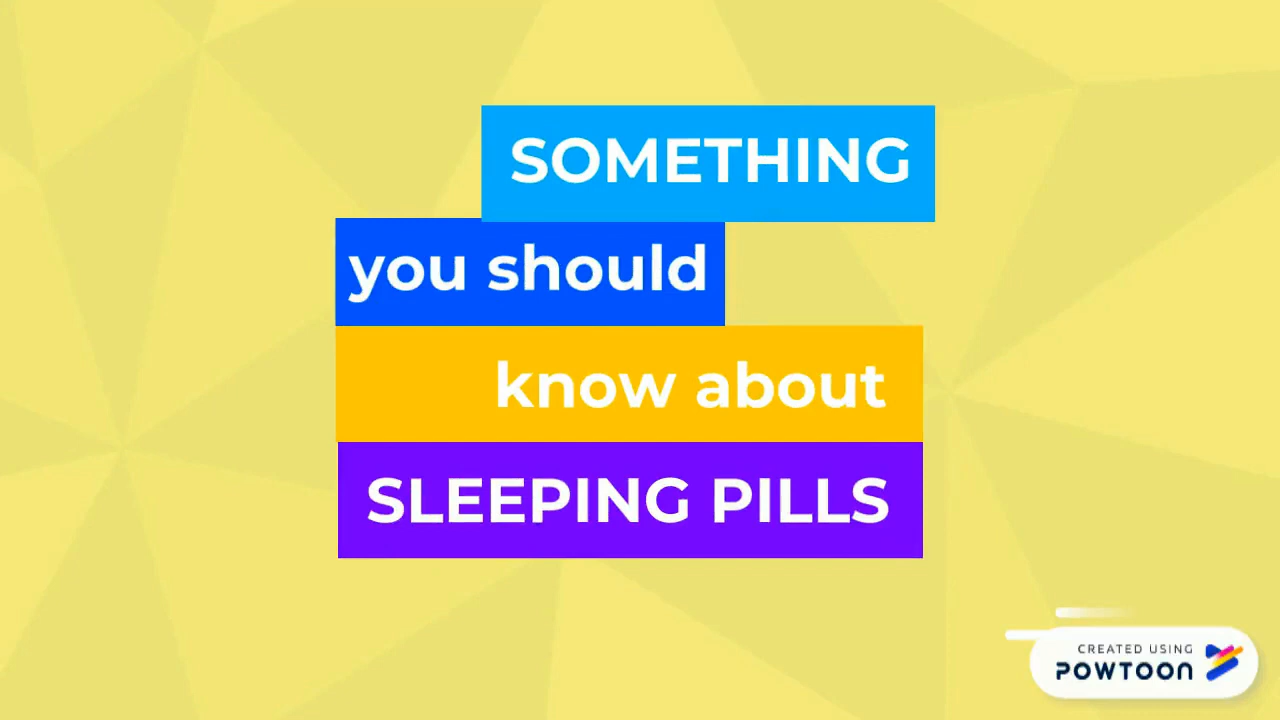 SOMETHING
you should
know about
SLEEPING PILLS
CREATED USING
POWTOON